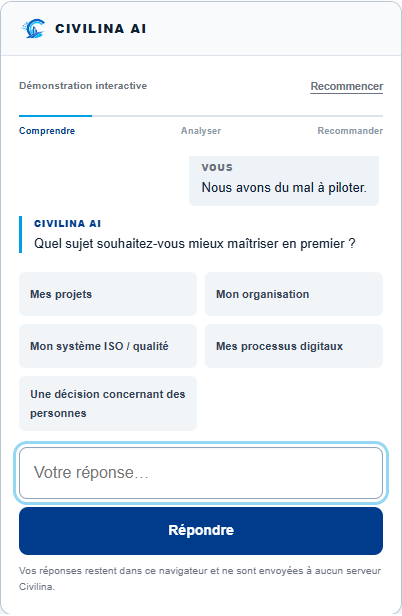 CIVILINA AI
Démonstration interactive
Recommencer
Comprendre
Analyser
Recommander
VOUS
Nous avons du mal à piloter.
CIVILINA AI
Quel sujet souhaitez-vous mieux maîtriser en premier ?
Mes projets
Mon organisation
Mon système ISO / qualité
Mes processus digitaux
Une décision concernant des
personnes
Votre réponse…
Répondre
Vos réponses restent dans ce navigateur et ne sont envoyées à aucun serveur
Civilina.